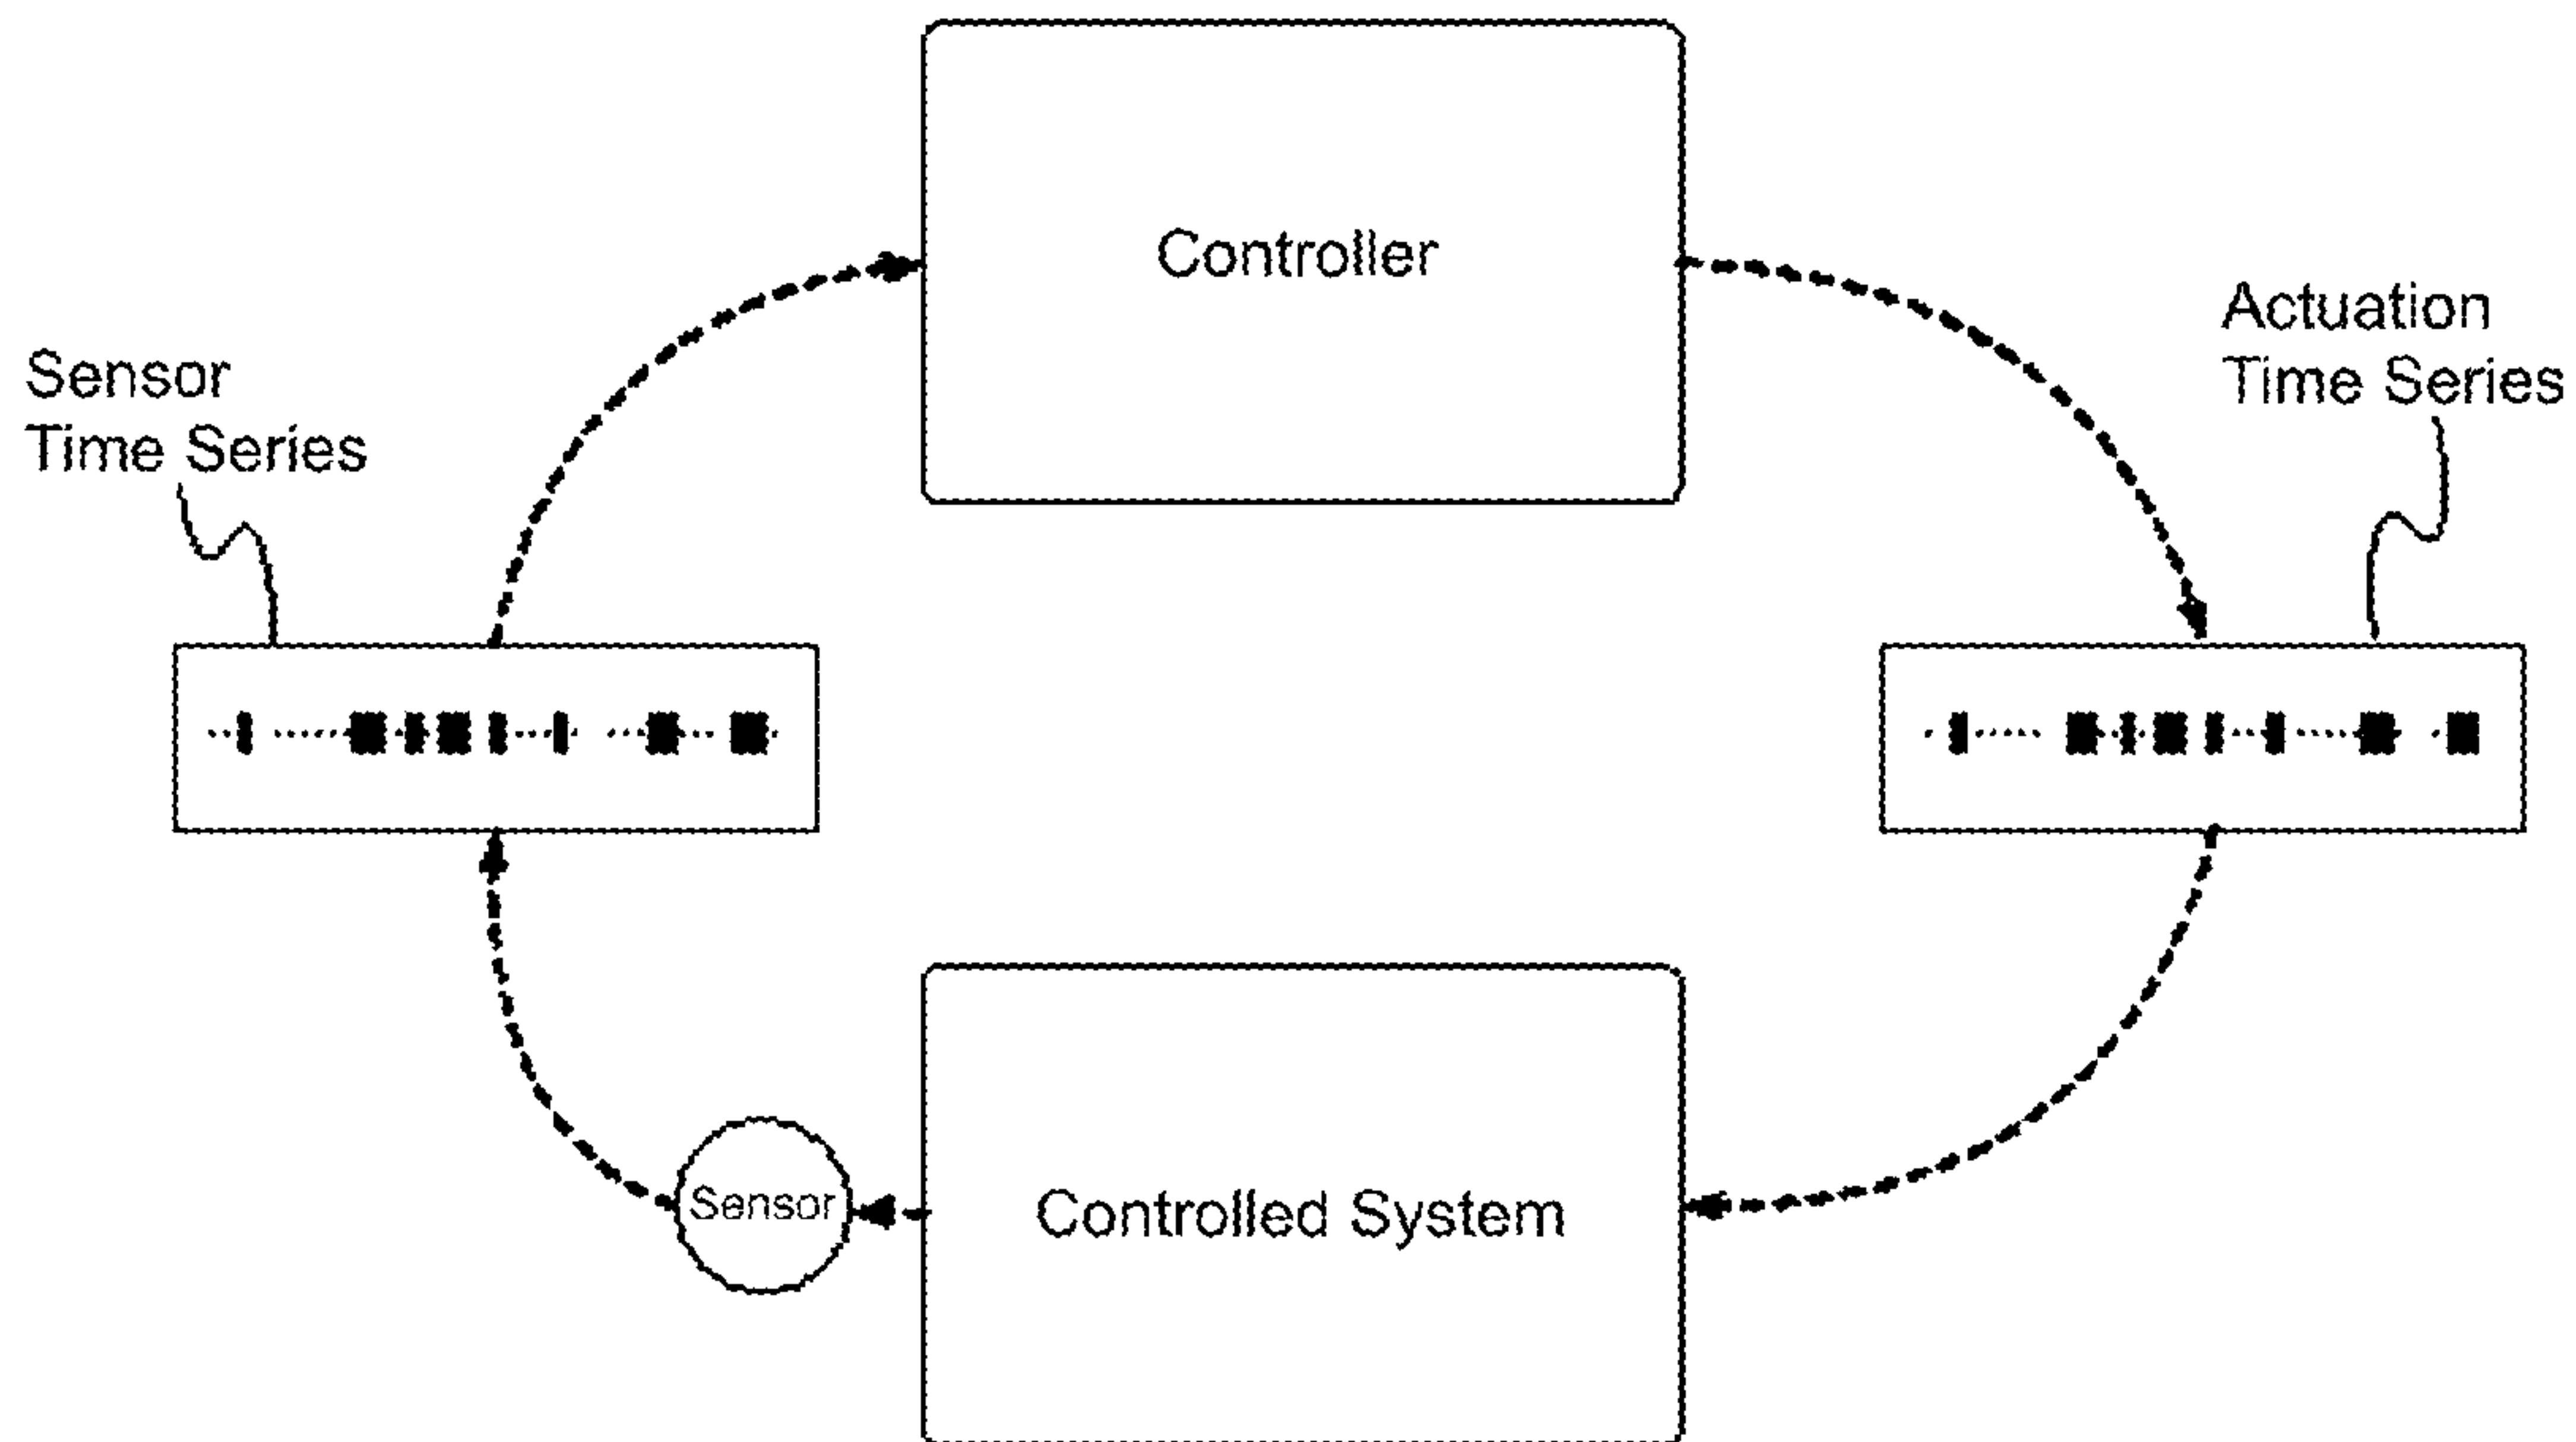 Controller
Actuation
Time Series
Sensor
Time Series
Sensor
Controlled System